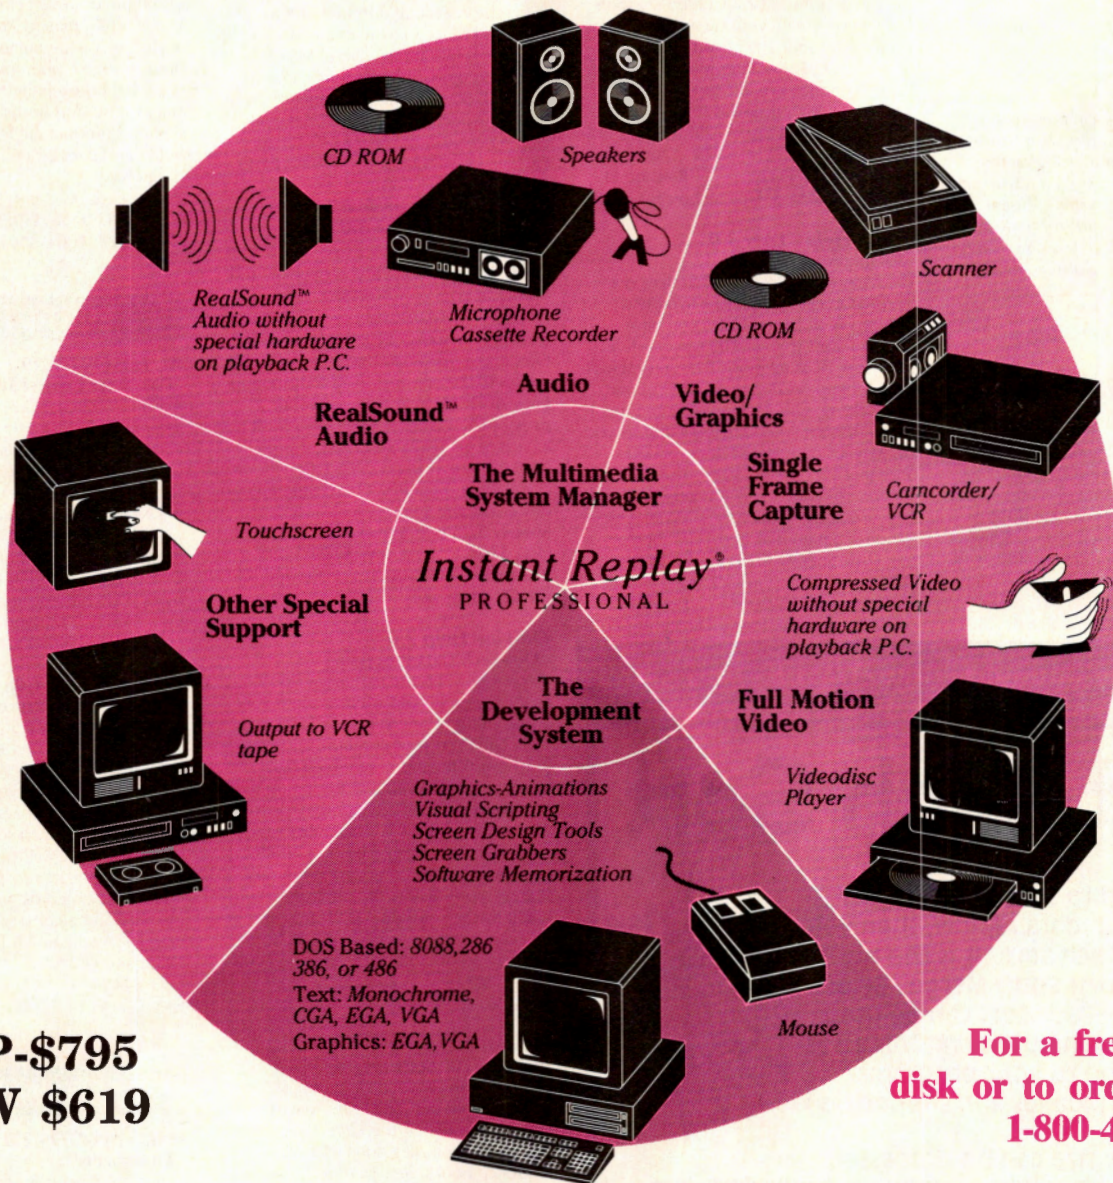 CD ROM
Speakers
RealSound™
Audio without
special hardware
on playback P.C.
Microphone
Cassette Recorder
Scanner
CD ROM
Camcorder/
VCR
RealSound™
Audio
Audio
Video/
Graphics
Single
Frame
Capture
The Multimedia
System Manager
Instant Replay®
PROFESSIONAL
Touchscreen
Other Special
Support
Output to VCR
tape
Compressed Video
without special
hardware on
playback P.C.
Full Motion
Video
Videodisc
Player
The
Development
System
Graphics-Animations
Visual Scripting
Screen Design Tools
Screen Grabbers
Software Memorization
DOS Based: 8088,286
386, or 486
Text: Monochrome,
CGA, EGA, VGA
Graphics: EGA, VGA
Mouse
P-$795
W $619
For a fre
disk or to ord
1-800-4